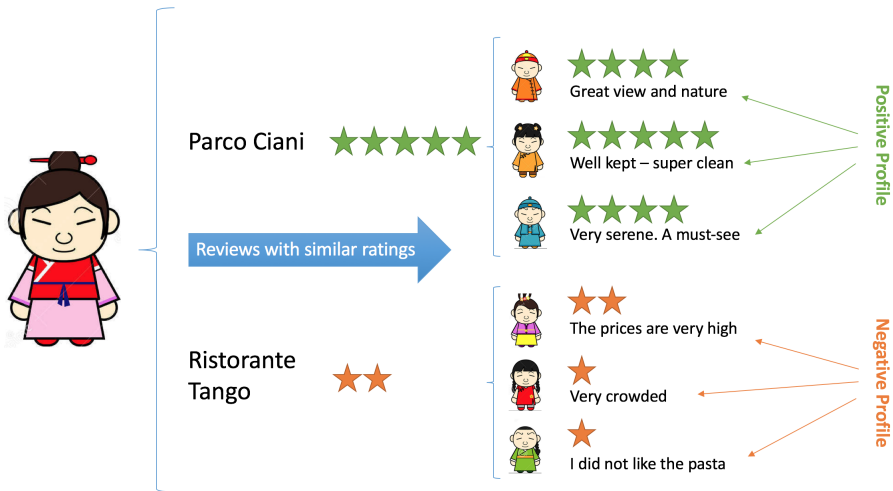 Parco Ciani
Reviews with similar ratings
Ristorante
Tango
Great view and nature
Well kept – super clean
Very serene. A must-see
The prices are very high
Very crowded
I did not like the pasta
Positive Profile
Negative Profile